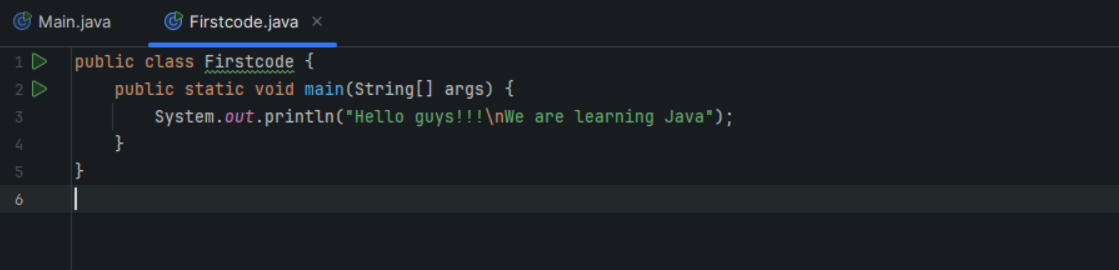 Main.java Firstcode.java ×
1 public class Firstcode {
2 public static void main(String[] args) {
3 System.out.println("Hello guys!!!\nWe are learning Java");
4 }
5 }
6